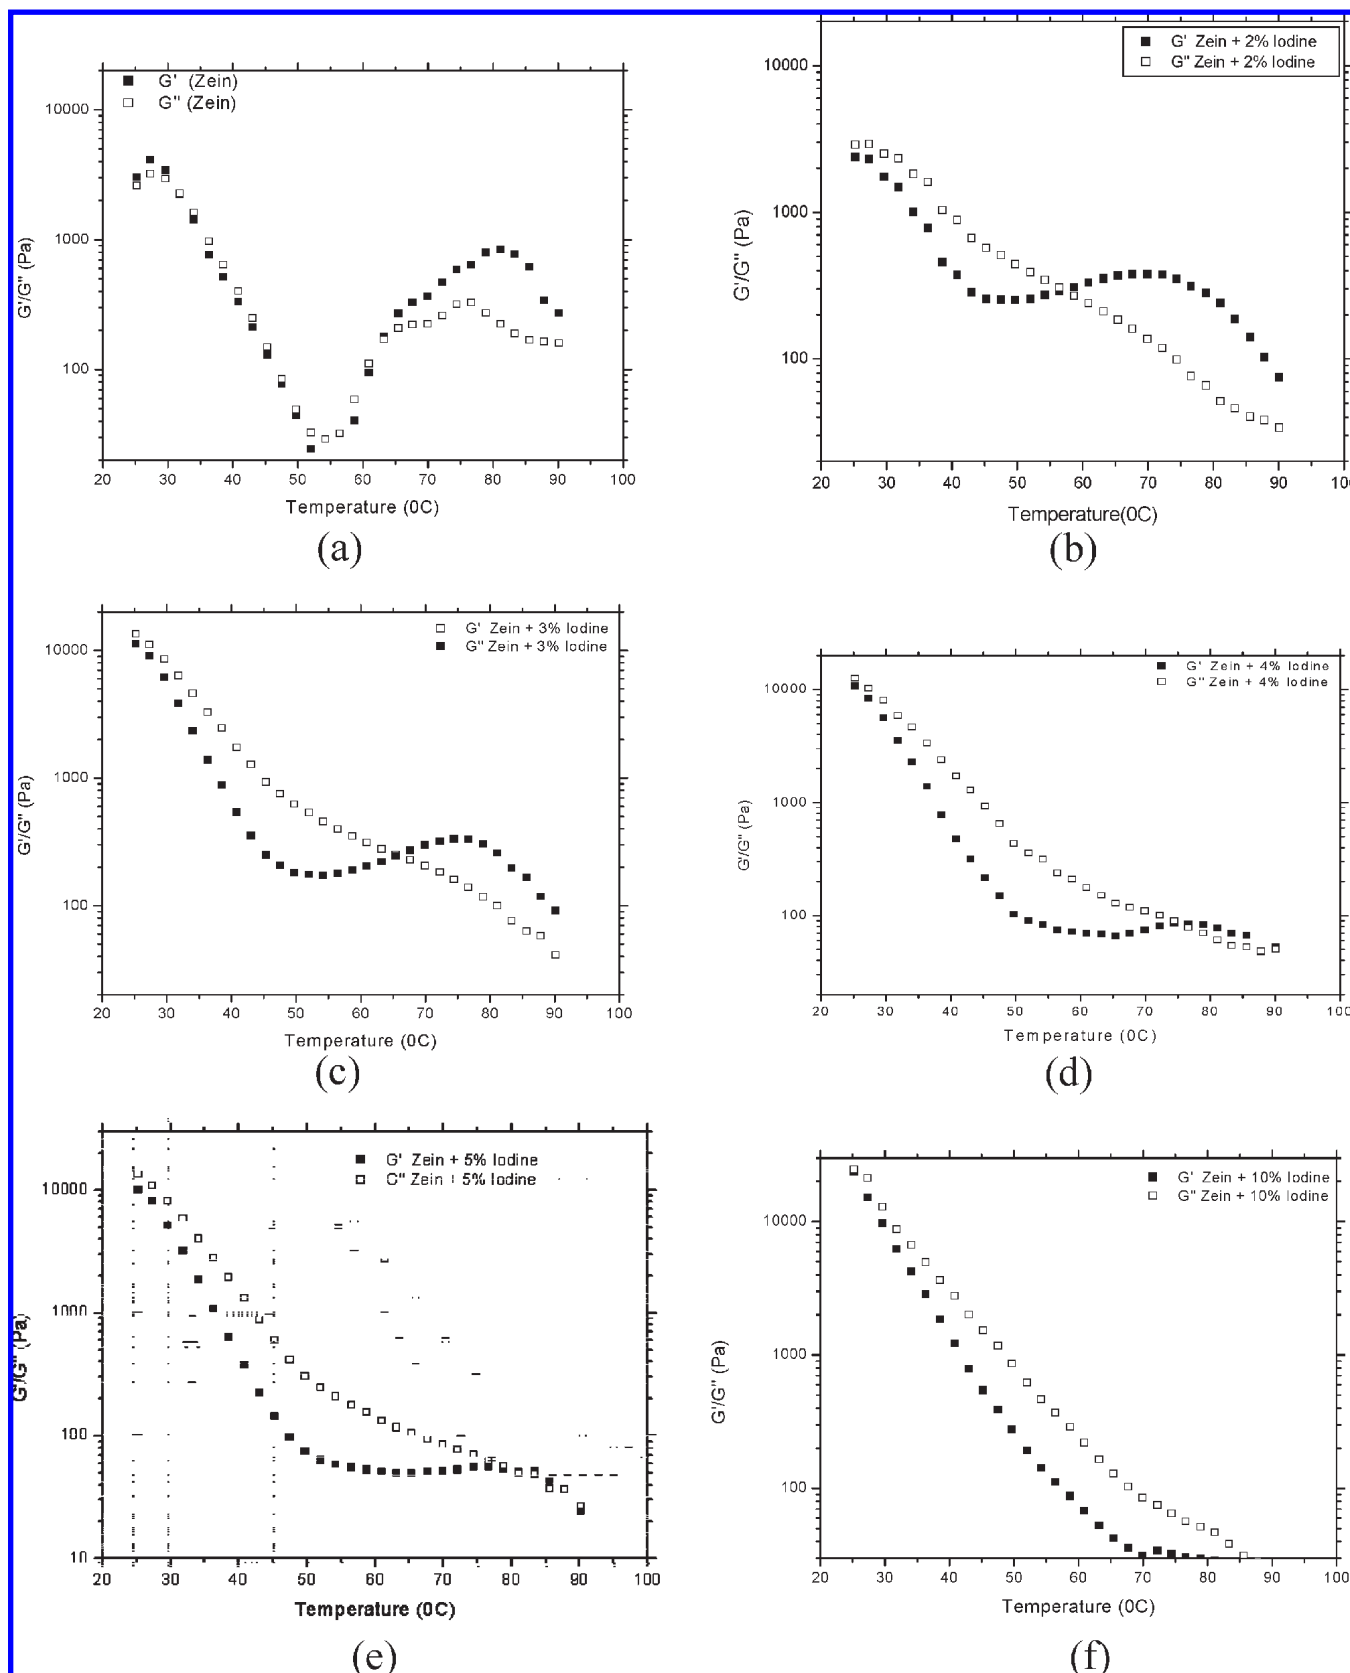 G' (Zein)
G'' (Zein)
10000
1000
100
G'/G'' (Pa)
20 30 40 50 60 70 80 90 100
Temperature (0C)
(a)
G' Zein + 2% Iodine
G'' Zein + 2% Iodine
10000
1000
100
G'/G'' (Pa)
20 30 40 50 60 70 80 90 100
Temperature(0C)
(b)
G' Zein + 3% Iodine
G'' Zein + 3% Iodine
10000
1000
100
G'/G'' (Pa)
20 30 40 50 60 70 80 90 100
Temperature (0C)
(c)
G' Zein + 4% Iodine
G'' Zein + 4% Iodine
10000
1000
100
G'/G'' (Pa)
20 30 40 50 60 70 80 90 100
Temperature (0C)
(d)
G' Zein + 5% Iodine
G'' Zein + 5% Iodine
10000
1000
100
10
G'/G'' (Pa)
20 30 40 50 60 70 80 90 100
Temperature (0C)
(e)
G' Zein + 10% Iodine
G'' Zein + 10% Iodine
10000
1000
100
G'/G'' (Pa)
20 30 40 50 60 70 80 90 100
Temperature (0C)
(f)